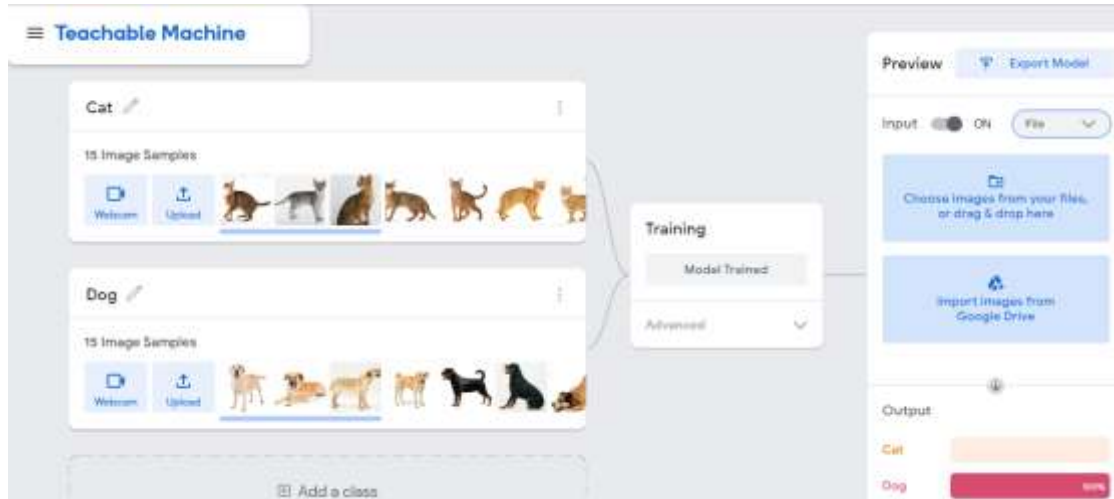 Teachable Machine
Cat
15 Image Samples
Webcam
Upload
Dog
15 Image Samples
Webcam
Upload
Add a class
Training
Model Trained
Advanced
Preview
Export Model
Input
ON
File
Choose images from your files,
or drag & drop here
Import images from
Google Drive
Output
Cat
Dog
100%